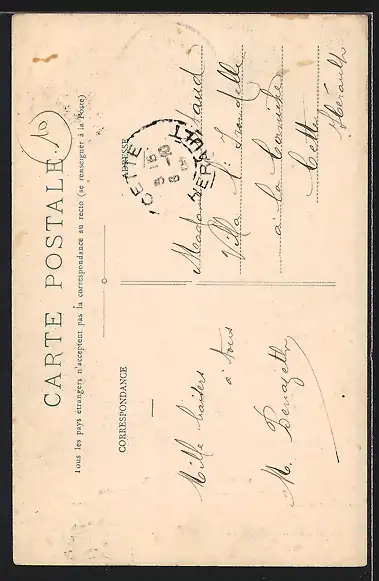 CARTE POSTALE
10
Tous les pays étrangers n'acceptent pas la correspondance au recto (se renseigner à la Poste)
CORRESPONDANCE
ADRESSE
Mille baisers
à tous
CETTE
HERAULT
Madame
Villa
à la Corniche
Cette
Hérault